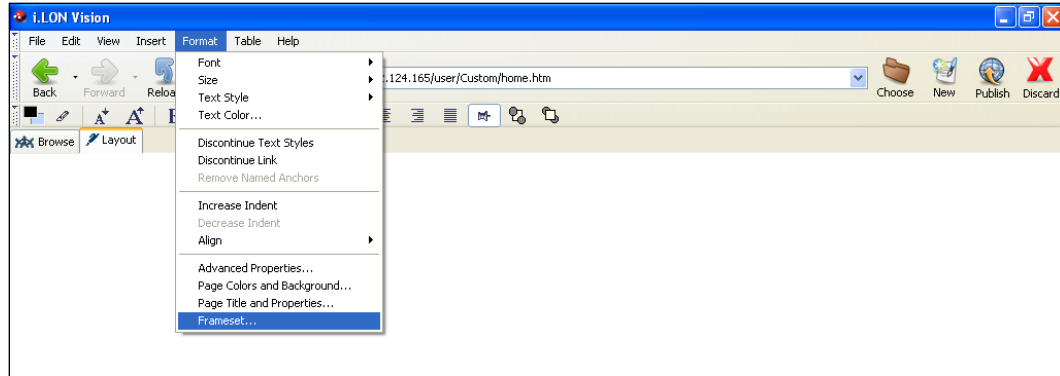 i.LON Vision
File Edit View Insert Format Table Help
Back Forward Reloa
.124.165/user/Custom/home.htm
Choose New Publish Discard
Browse Layout
Font
Size
Text Style
Text Color...
Discontinue Text Styles
Discontinue Link
Remove Named Anchors
Increase Indent
Decrease Indent
Align
Advanced Properties...
Page Colors and Background...
Page Title and Properties...
Frameset...